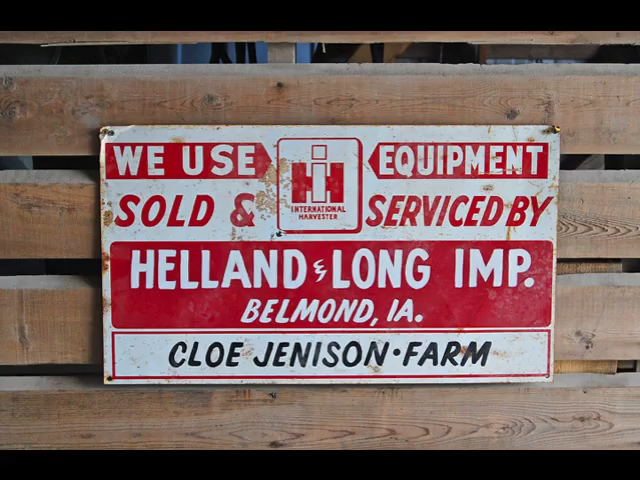 WE USE IH EQUIPMENT
INTERNATIONAL
HARVESTER
SOLD & SERVICED BY
HELLAND & LONG IMP.
BELMOND, IA.
CLOE JENISON • FARM